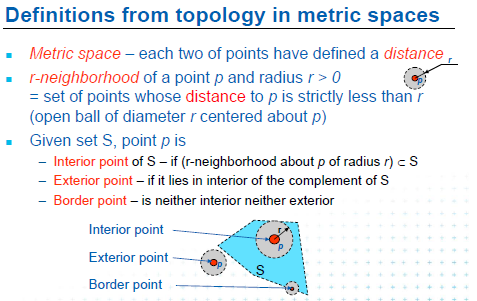 Definitions from topology in metric spaces
Metric space – each two of points have defined a distance
r
r-neighborhood of a point p and radius r > 0
p
= set of points whose distance to p is strictly less than r
(open ball of diameter r centered about p)
Given set S, point p is
– Interior point of S – if (r-neighborhood about p of radius r) ⊂ S
– Exterior point – if it lies in interior of the complement of S
– Border point – is neither interior neither exterior
Interior point
r
p
Exterior point
p
S
Border point